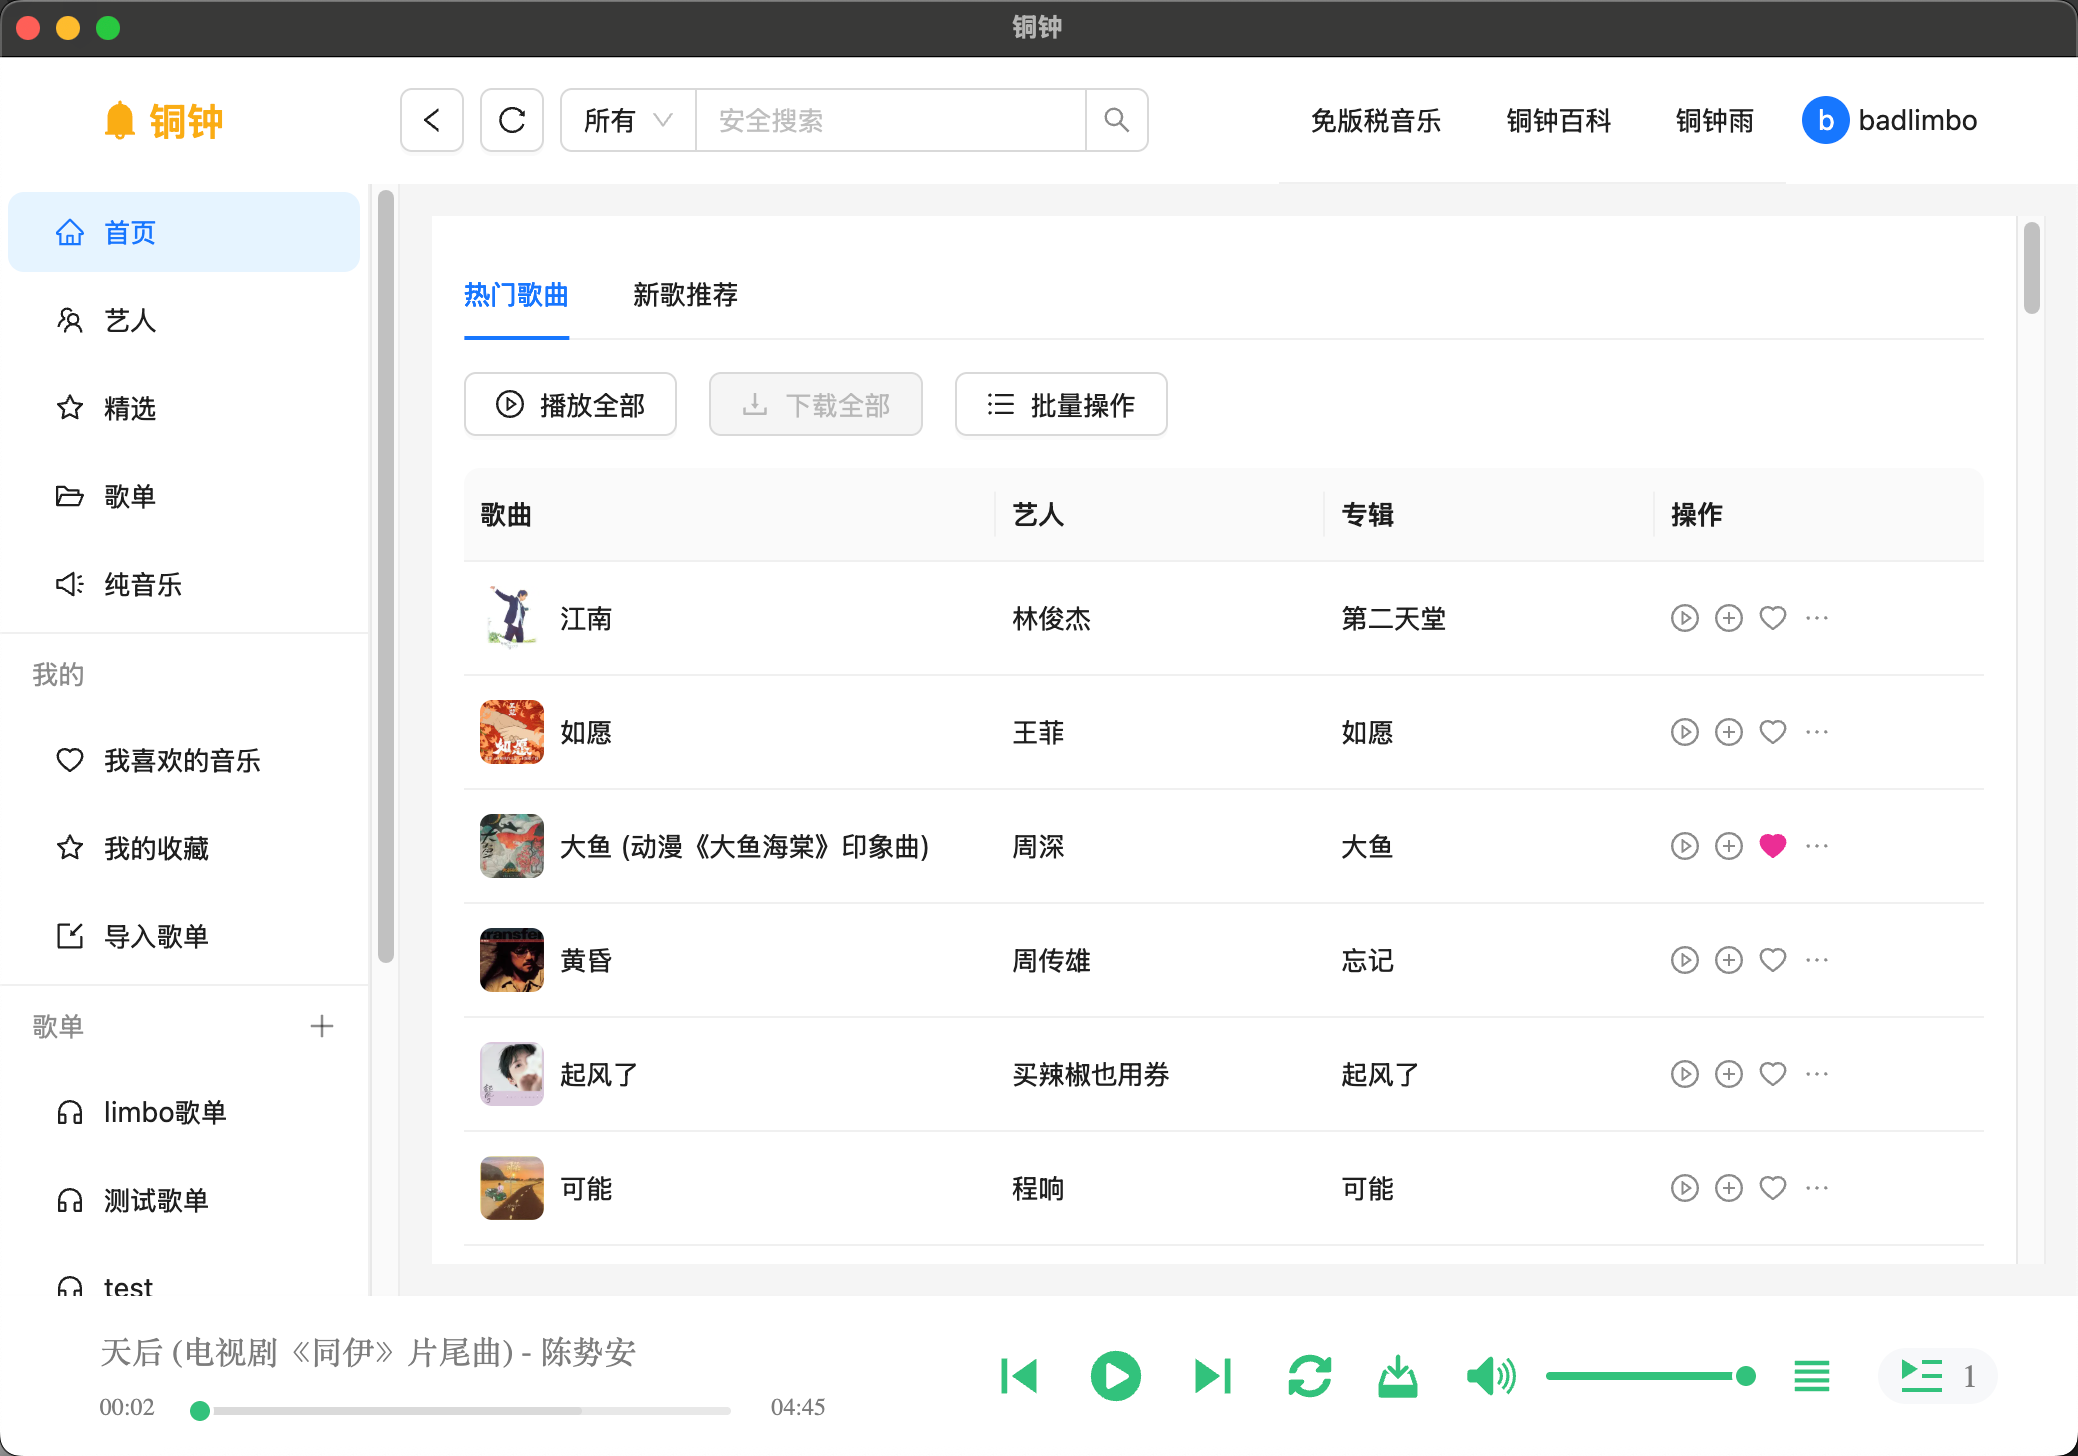 铜钟
铜钟
所有
安全搜索
免版税音乐
铜钟百科
铜钟雨
b
badlimbo
首页
艺人
精选
歌单
纯音乐
我的
我喜欢的音乐
我的收藏
导入歌单
歌单
limbo歌单
测试歌单
test
热门歌曲
新歌推荐
播放全部
下载全部
批量操作
歌曲 艺人 专辑 操作
江南 林俊杰 第二天堂
如愿
如愿 王菲 如愿
大鱼 (动漫《大鱼海棠》印象曲) 周深 大鱼
transfer
黄昏 周传雄 忘记
起风了 买辣椒也用券 起风了
可能 程响 可能
天后 (电视剧《同伊》片尾曲) - 陈势安
00:02
04:45
1